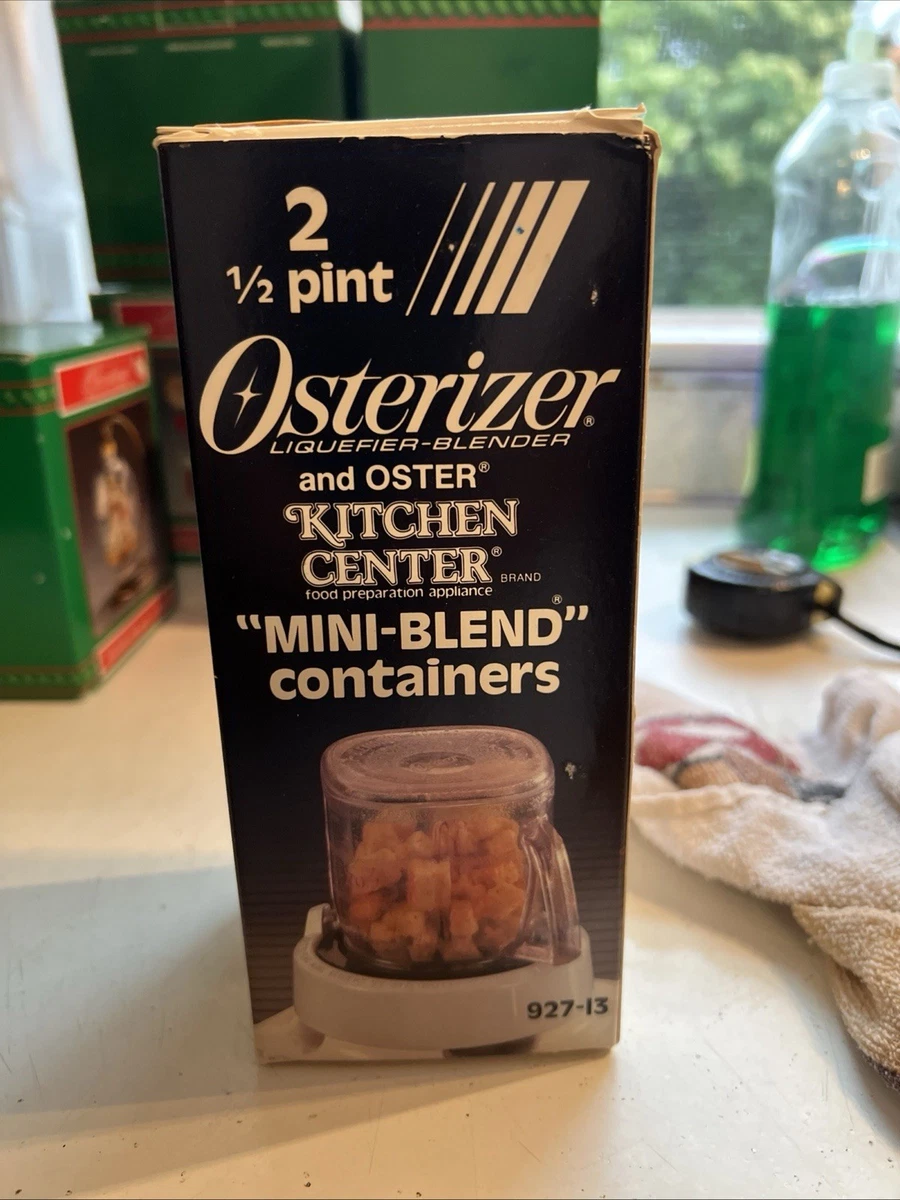 2
½ pint
Osterizer®
LIQUEFIER-BLENDER
and OSTER®
KITCHEN
CENTER® BRAND
food preparation appliance
"MINI-BLEND®"
containers
927-13